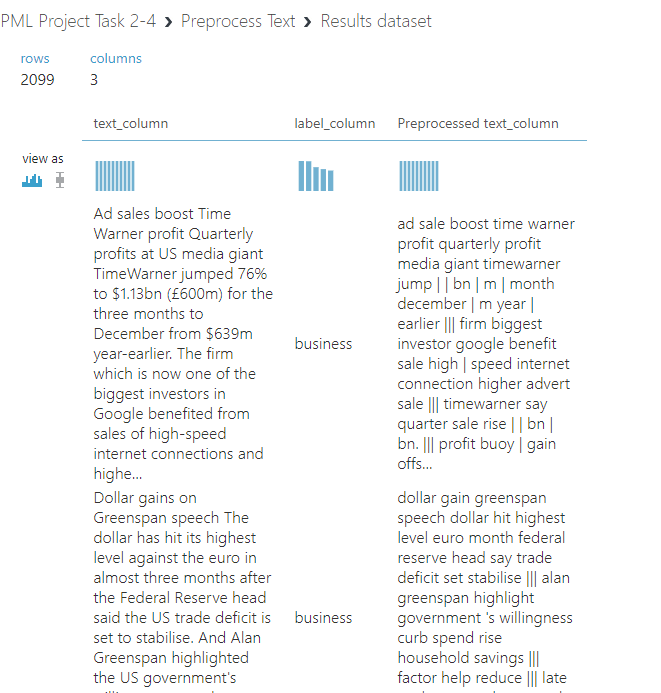 PML Project Task 2-4 › Preprocess Text › Results dataset
rows columns
2099 3
text_column label_column Preprocessed text_column
view as
Ad sales boost Time
Warner profit Quarterly
profits at US media giant
TimeWarner jumped 76%
to $1.13bn (£600m) for the
three months to
December from $639m
year-earlier. The firm
which is now one of the
biggest investors in
Google benefited from
sales of high-speed
internet connections and
highe...
business
ad sale boost time warner
profit quarterly profit
media giant timewarner
jump | | bn | m | month
december | m year |
earlier ||| firm biggest
investor google benefit
sale high | speed internet
connection higher advert
sale ||| timewarner say
quarter sale rise | | bn |
bn. ||| profit buoy | gain
offs...
Dollar gains on
Greenspan speech The
dollar has hit its highest
level against the euro in
almost three months after
the Federal Reserve head
said the US trade deficit is
set to stabilise. And Alan
Greenspan highlighted
the US government's
business
dollar gain greenspan
speech dollar hit highest
level euro month federal
reserve head say trade
deficit set stabilise ||| alan
greenspan highlight
government 's willingness
curb spend rise
household savings |||
factor help reduce ||| late